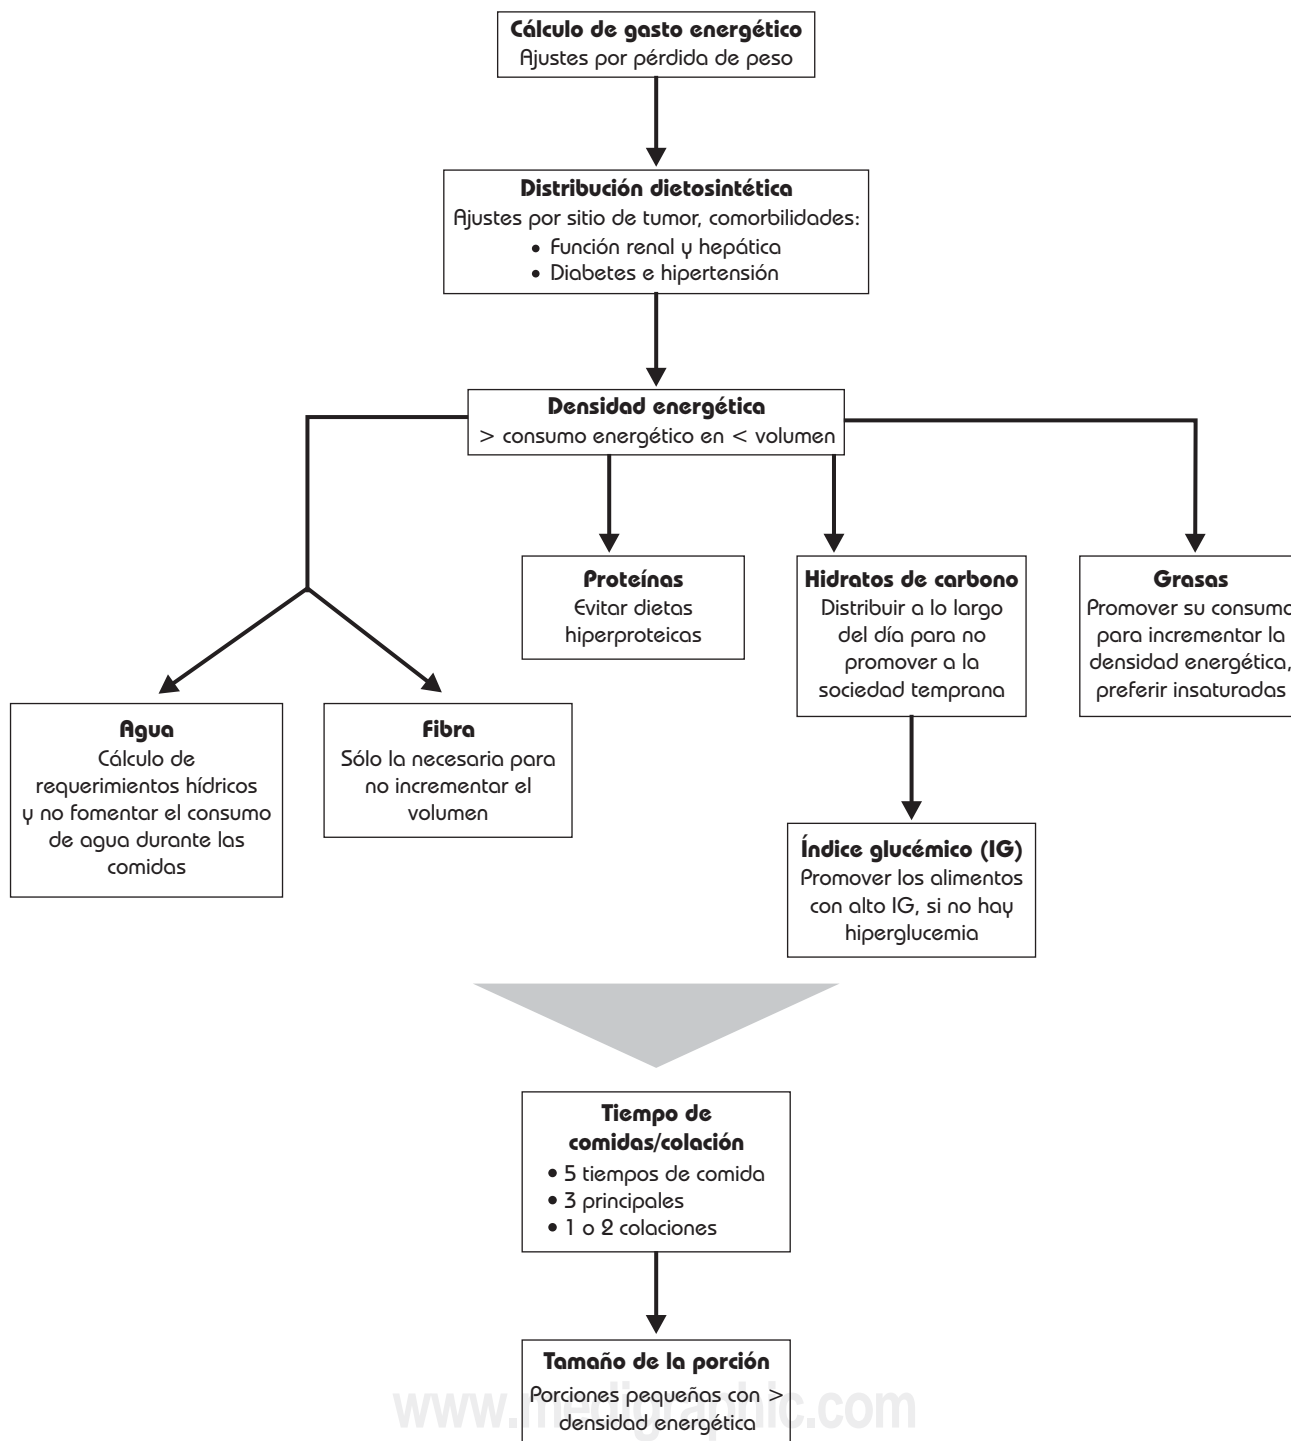 Cálculo de gasto energético
Ajustes por pérdida de peso
Distribución dietosintética
Ajustes por sitio de tumor, comorbilidades:
• Función renal y hepática
• Diabetes e hipertensión
Densidad energética
> consumo energético en < volumen
Proteínas
Evitar dietas
hiperproteicas
Hidratos de carbono
Distribuir a lo largo
del día para no
promover a la
sociedad temprana
Grasas
Promover su consumo
para incrementar la
densidad energética,
preferir insaturadas
Agua
Cálculo de
requerimientos hídricos
y no fomentar el consumo
de agua durante las
comidas
Fibra
Sólo la necesaria para
no incrementar el
volumen
Índice glucémico (IG)
Promover los alimentos
con alto IG, si no hay
hiperglucemia
Tiempo de
comidas/colación
• 5 tiempos de comida
• 3 principales
• 1 o 2 colaciones
Tamaño de la porción
Porciones pequeñas con >
densidad energética
www.medigraphic.com